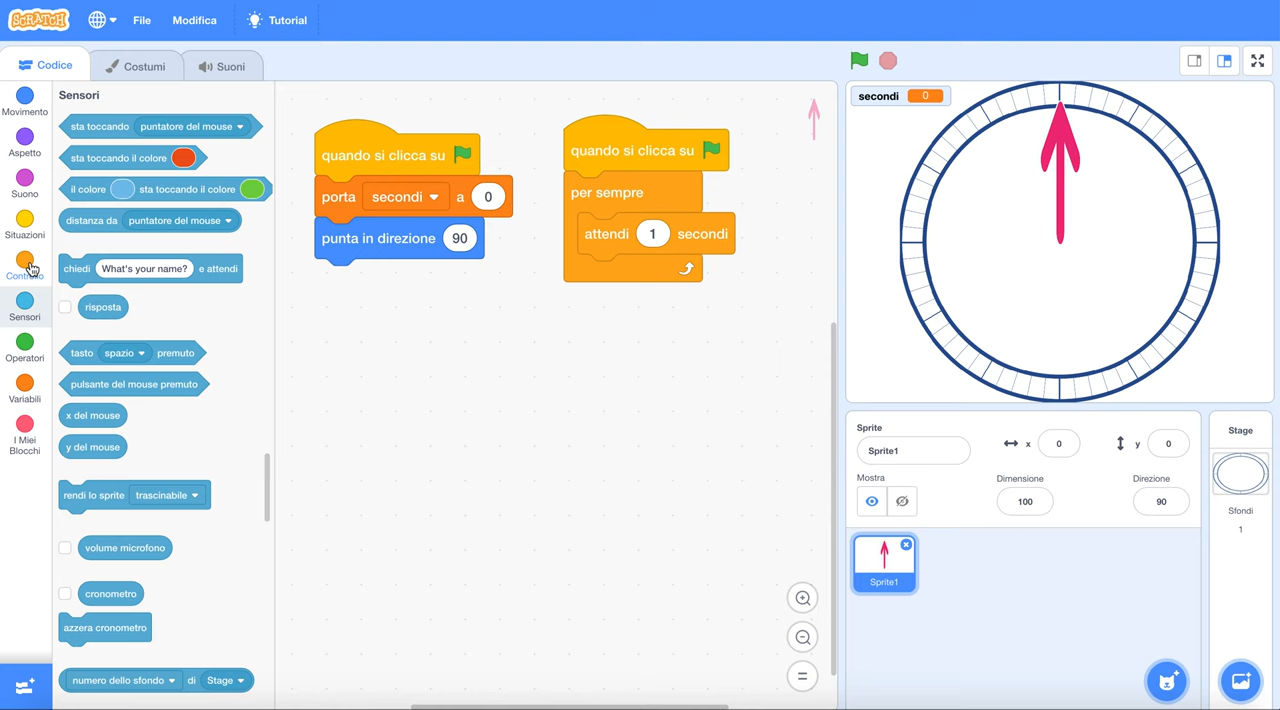 SCRATCH
File
Modifica
Tutorial
Codice
Costumi
Suoni
Movimento
Aspetto
Suono
Situazioni
Controllo
Sensori
Operatori
Variabili
I Miei
Blocchi
Sensori
sta toccando puntatore del mouse
sta toccando il colore
il colore sta toccando il colore
distanza da puntatore del mouse
chiedi What's your name? e attendi
risposta
tasto spazio premuto
pulsante del mouse premuto
x del mouse
y del mouse
rendi lo sprite trascinabile
volume microfono
cronometro
azzera cronometro
numero dello sfondo di Stage
quando si clicca su
porta secondi a 0
punta in direzione 90
quando si clicca su
per sempre
attendi 1 secondi
secondi 0
Sprite
Sprite1
x 0
y 0
Mostra
Dimensione
100
Direzione
90
Sprite1
Stage
Sfondi
1